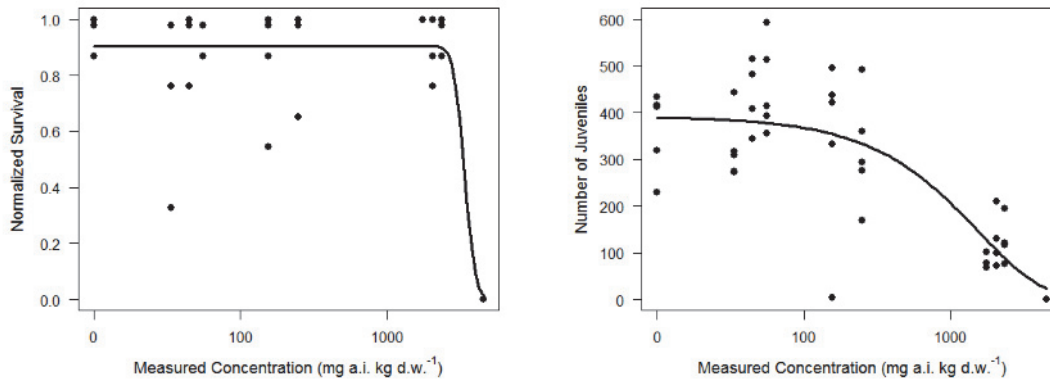 1.0
0.8
0.6
0.4
0.2
0.0
Normalized Survival
0 100 1000
Measured Concentration (mg a.i. kg d.w.⁻¹)
600
500
400
300
200
100
0
Number of Juveniles
0 100 1000
Measured Concentration (mg a.i. kg d.w.⁻¹)